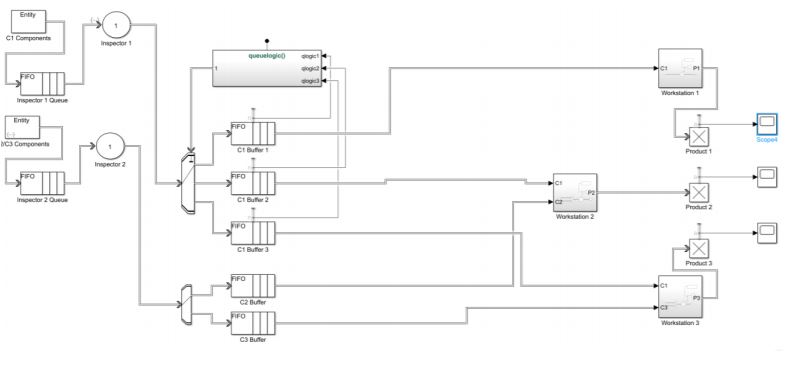 Entity
C1 Components
1
Inspector 1
FIFO
Inspector 1 Queue
Entity
/C3 Components
1
Inspector 2
FIFO
Inspector 2 Queue
queuelogic()
1
qlogic1
qlogic2
qlogic3
FIFO
C1 Buffer 1
FIFO
C1 Buffer 2
FIFO
C1 Buffer 3
FIFO
C2 Buffer
FIFO
C3 Buffer
C1
P1
Workstation 1
Product 1
Scope4
C1
C2
P2
Workstation 2
Product 2
Product 3
C1
C3
P3
Workstation 3